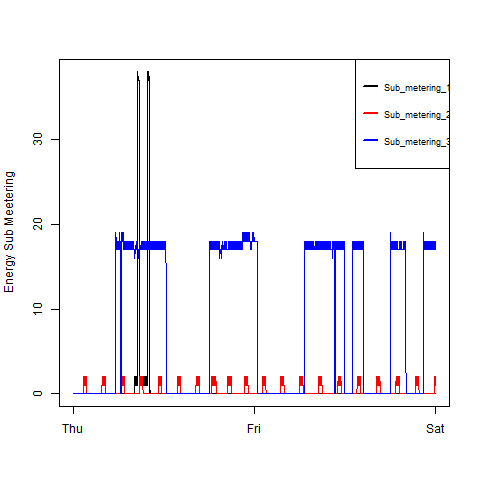 Sub_metering_1
Sub_metering_2
Sub_metering_3
Energy Sub Meetering
30
20
10
0
Thu Fri Sat